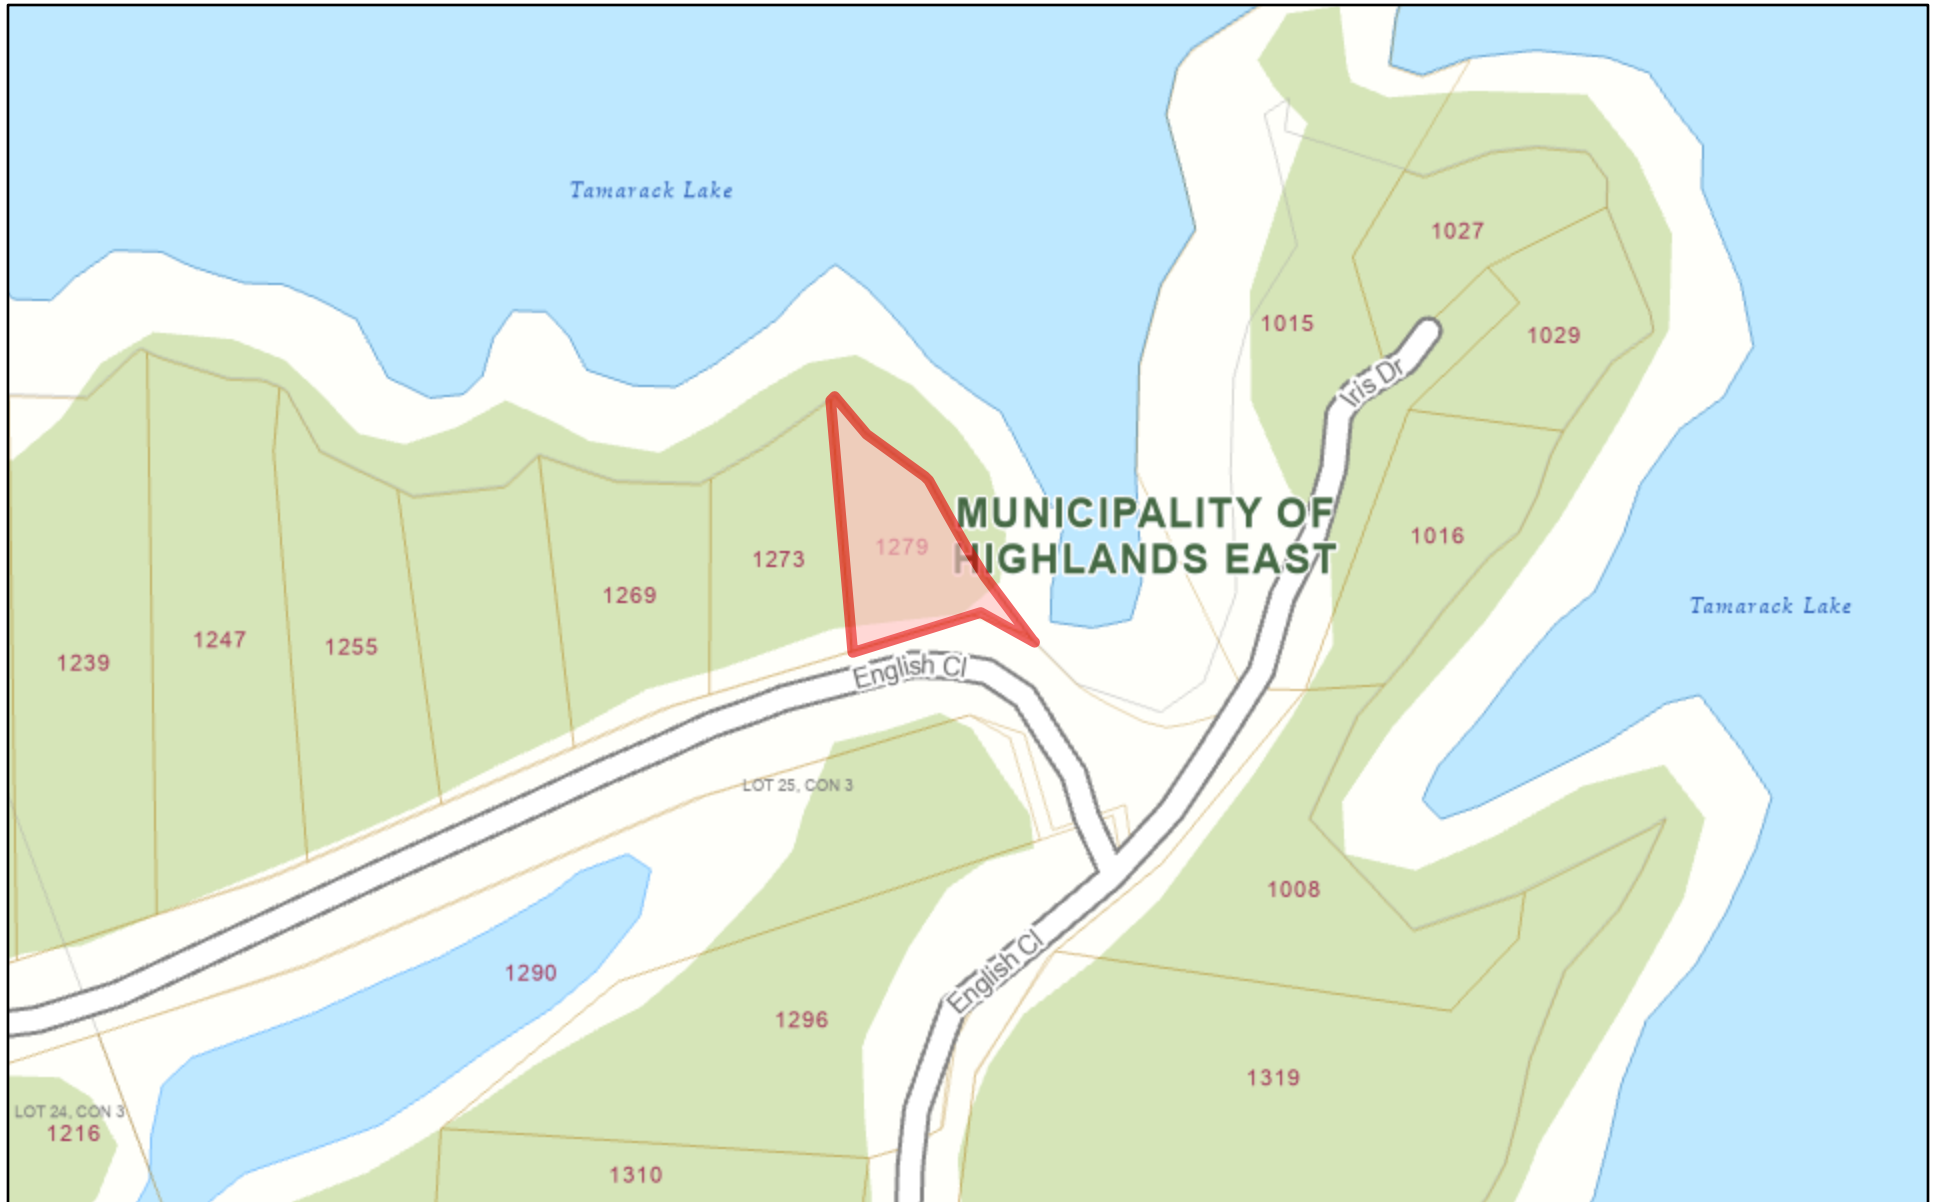 Tamarack Lake
1027
1015
1029
Iris Dr
MUNICIPALITY OF
HIGHLANDS EAST
1016
1279
1273
1269
Tamarack Lake
1247
1255
1239
English Cl
LOT 25, CON 3
1008
English Cl
1290
1296
1319
LOT 24, CON 3
1216
1310